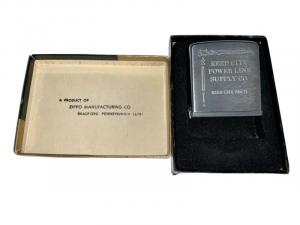 A PRODUCT OF
ZIPPO MANUFACTURING CO
BRADFORD, PENNSYLVANIA
REED CITY
POWER LINE
SUPPLY CO.
REED CITY, MICH.